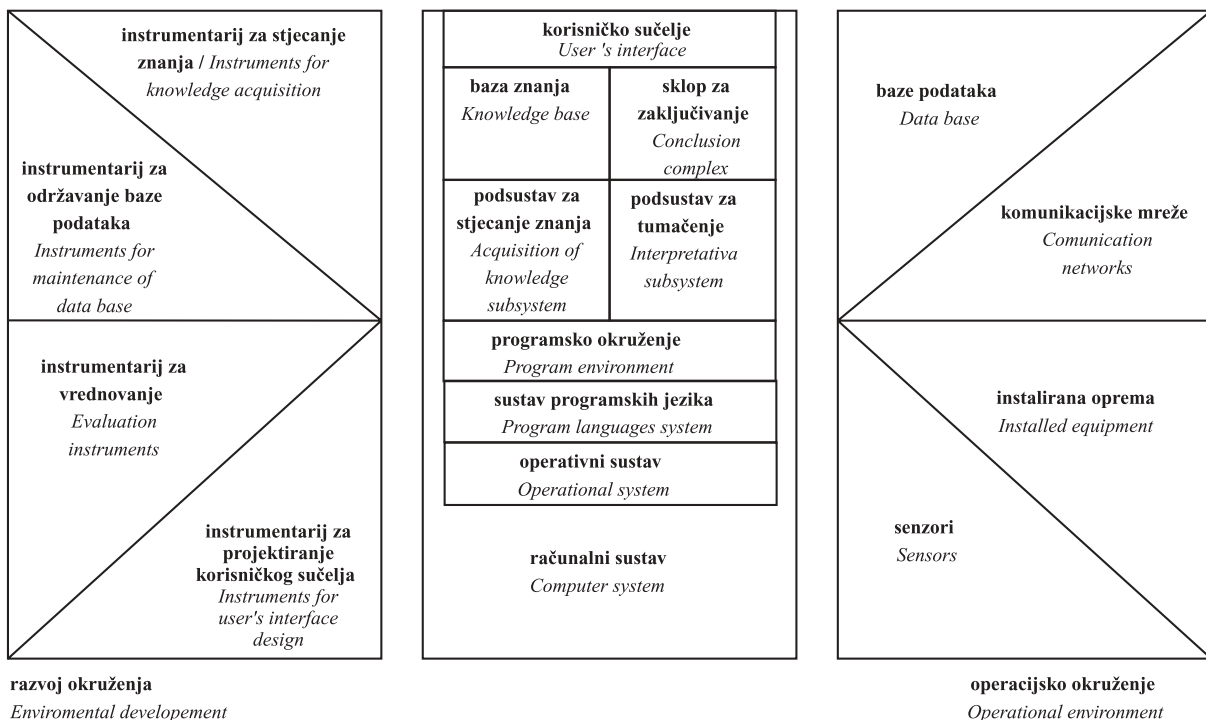 instrumentarij za stjecanje
znanja / Instruments for
knowledge acquisition
instrumentarij za
održavanje baze
podataka
Instruments for
maintenance of
data base
instrumentarij za
vrednovanje
Evaluation
instruments
instrumentarij za
projektiranje
korisničkog sučelja
Instruments for
user's interface
design
razvoj okruženja
Enviromental developement
korisničko sučelje
User 's interface
baza znanja
Knowledge base
sklop za
zaključivanje
Conclusion
complex
podsustav za
stjecanje znanja
Acquisition of
knowledge
subsystem
podsustav za
tumačenje
Interpretativa
subsystem
programsko okruženje
Program environment
sustav programskih jezika
Program languages system
operativni sustav
Operational system
računalni sustav
Computer system
baze podataka
Data base
komunikacijske mreže
Comunication
networks
instalirana oprema
Installed equipment
senzori
Sensors
operacijsko okruženje
Operational environment